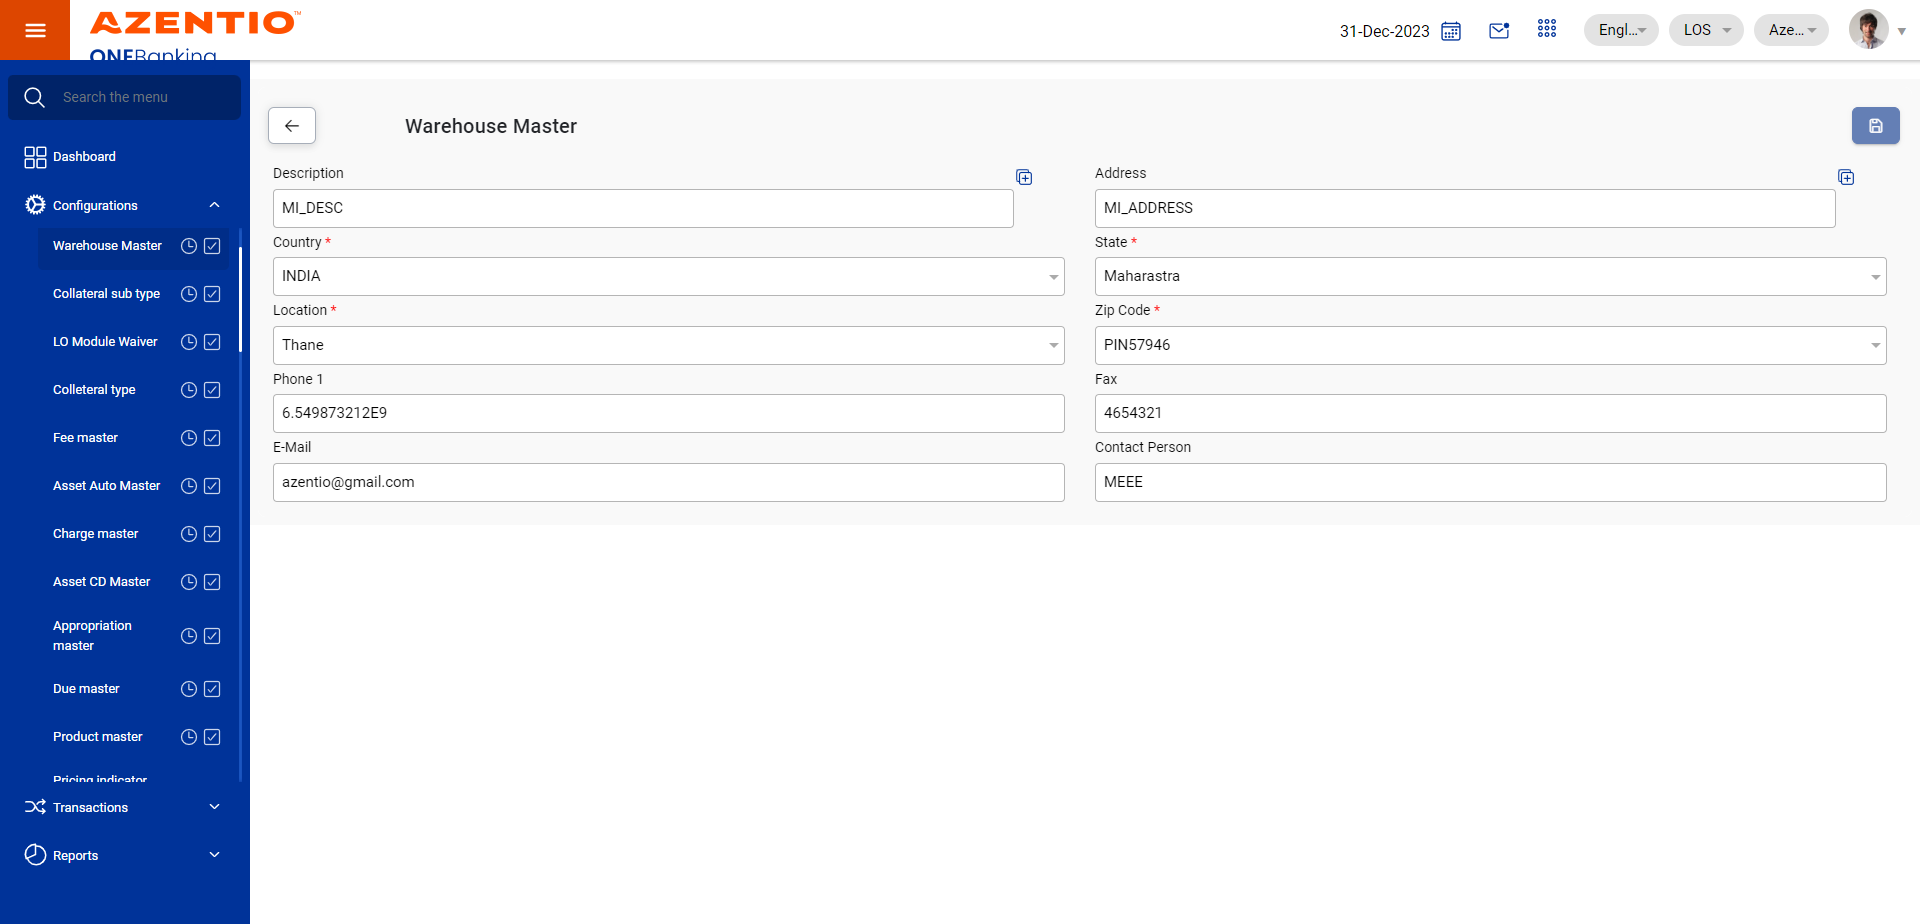 AZENTIO™
ONEBanking
31-Dec-2023
Engl...
LOS
Aze...
Search the menu
Dashboard
Configurations
Warehouse Master
Collateral sub type
LO Module Waiver
Colleteral type
Fee master
Asset Auto Master
Charge master
Asset CD Master
Appropriation
master
Due master
Product master
Pricing indicator
Transactions
Reports
Warehouse Master
Description
MI_DESC
Address
MI_ADDRESS
Country *
INDIA
State *
Maharastra
Location *
Thane
Zip Code *
PIN57946
Phone 1
6.549873212E9
Fax
4654321
E-Mail
azentio@gmail.com
Contact Person
MEEE